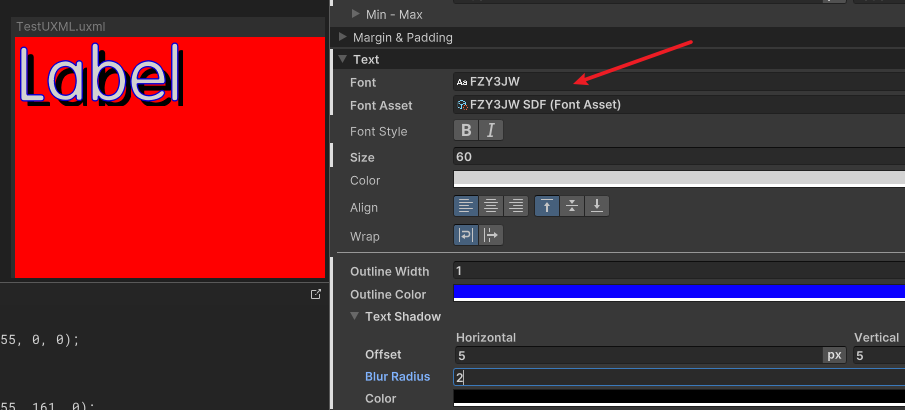 TestUXML.uxml
Label
55, 0, 0);
55, 161, 0);
Min - Max
Margin & Padding
Text
Font
Aa FZY3JW
Font Asset
FZY3JW SDF (Font Asset)
Font Style
B I
Size
60
Color
Align
Wrap
Outline Width
1
Outline Color
Text Shadow
Horizontal Vertical
Offset
5 px 5
Blur Radius
2
Color